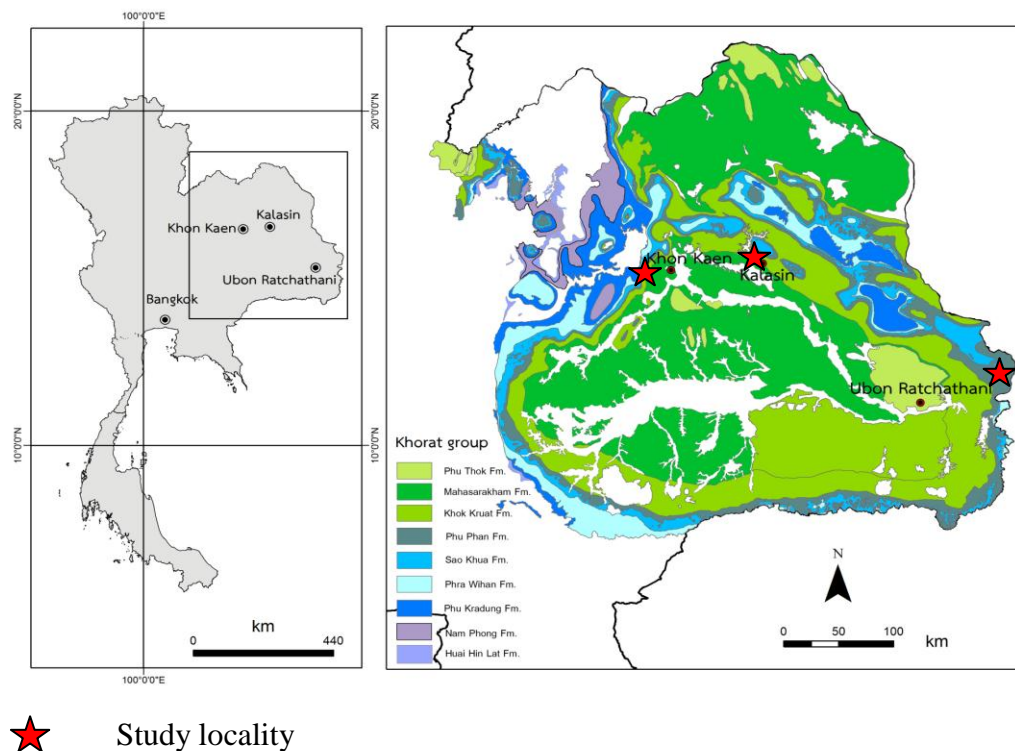 100°0'0"E
20°0'0"N
10°0'0"N
Kalasin
Khon Kaen
Ubon Ratchathani
Bangkok
km
0 440
100°0'0"E
20°0'0"N
10°0'0"N
Khon Kaen
Kalasin
Ubon Ratchathani
Khorat group
Phu Thok Fm.
Mahasarakham Fm.
Khok Kruat Fm.
Phu Phan Fm.
Sao Khua Fm.
Phra Wihan Fm.
Phu Kradung Fm.
Nam Phong Fm.
Huai Hin Lat Fm.
N
0 25 50 100
km
Study locality